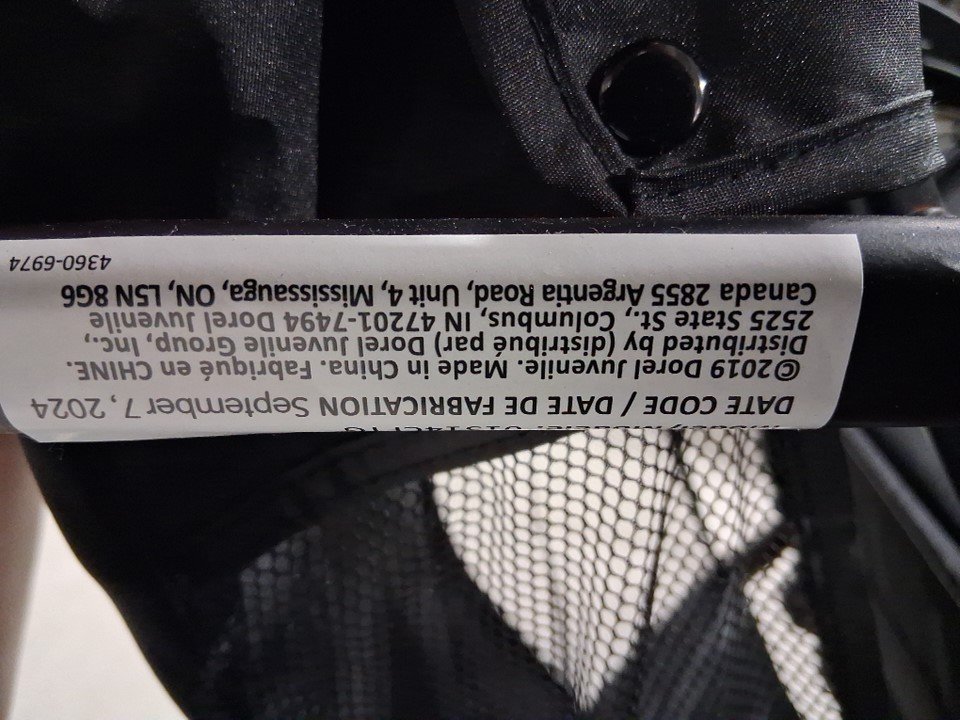 DATE CODE / DATE DE FABRICATION September 7, 2024
©2019 Dorel Juvenile. Made in China. Fabriqué en CHINE.
Distributed by (distribué par) Dorel Juvenile Group, Inc.,
2525 State St., Columbus, IN 47201-7494 Dorel Juvenile
Canada 2855 Argentia Road, Unit 4, Mississauga, ON, L5N 8G6
4360-6974